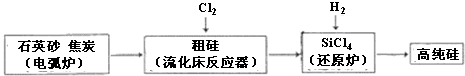 Cl₂
H₂
石英砂 焦炭
(电弧炉)
粗硅
(流化床反应器)
SiCl₄
(还原炉)
高纯硅